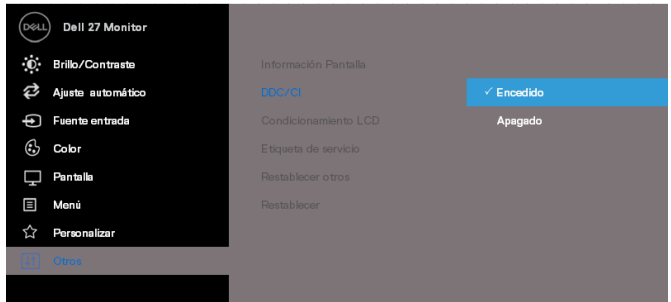 DELL Dell 27 Monitor
Brillo/Contraste
Ajuste automático
Fuente entrada
Color
Pantalla
Menú
Personalizar
Otros
Información Pantalla
DDC/CI
Condicionamiento LCD
Etiqueta de servicio
Restablecer otros
Restablecer
✓ Encedido
Apagado